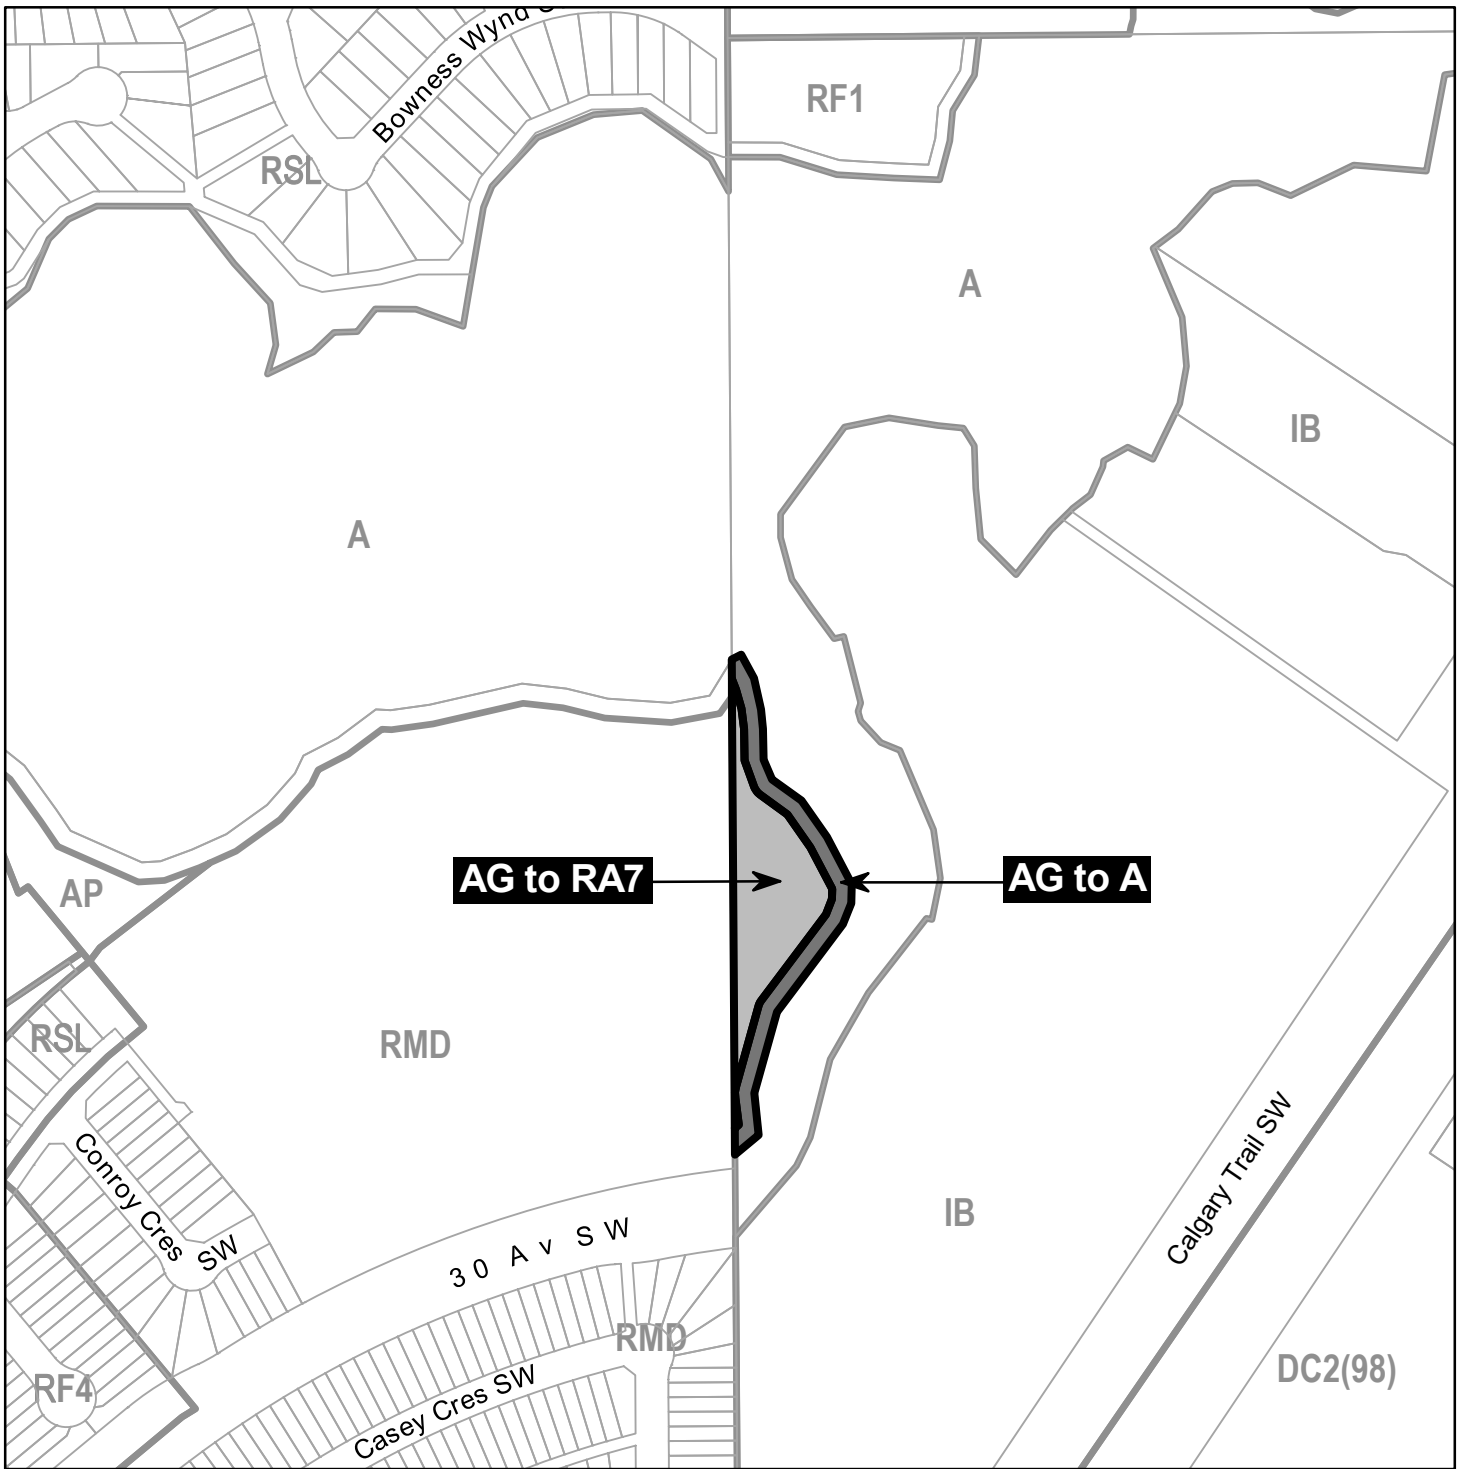 Bowness Wynd
RF1
RSL
A
IB
A
AG to RA7
AG to A
AP
RSL
RMD
Conroy Cres SW
Calgary Trail SW
IB
30 Av SW
RMD
DC2(98)
RF4
Casey Cres SW